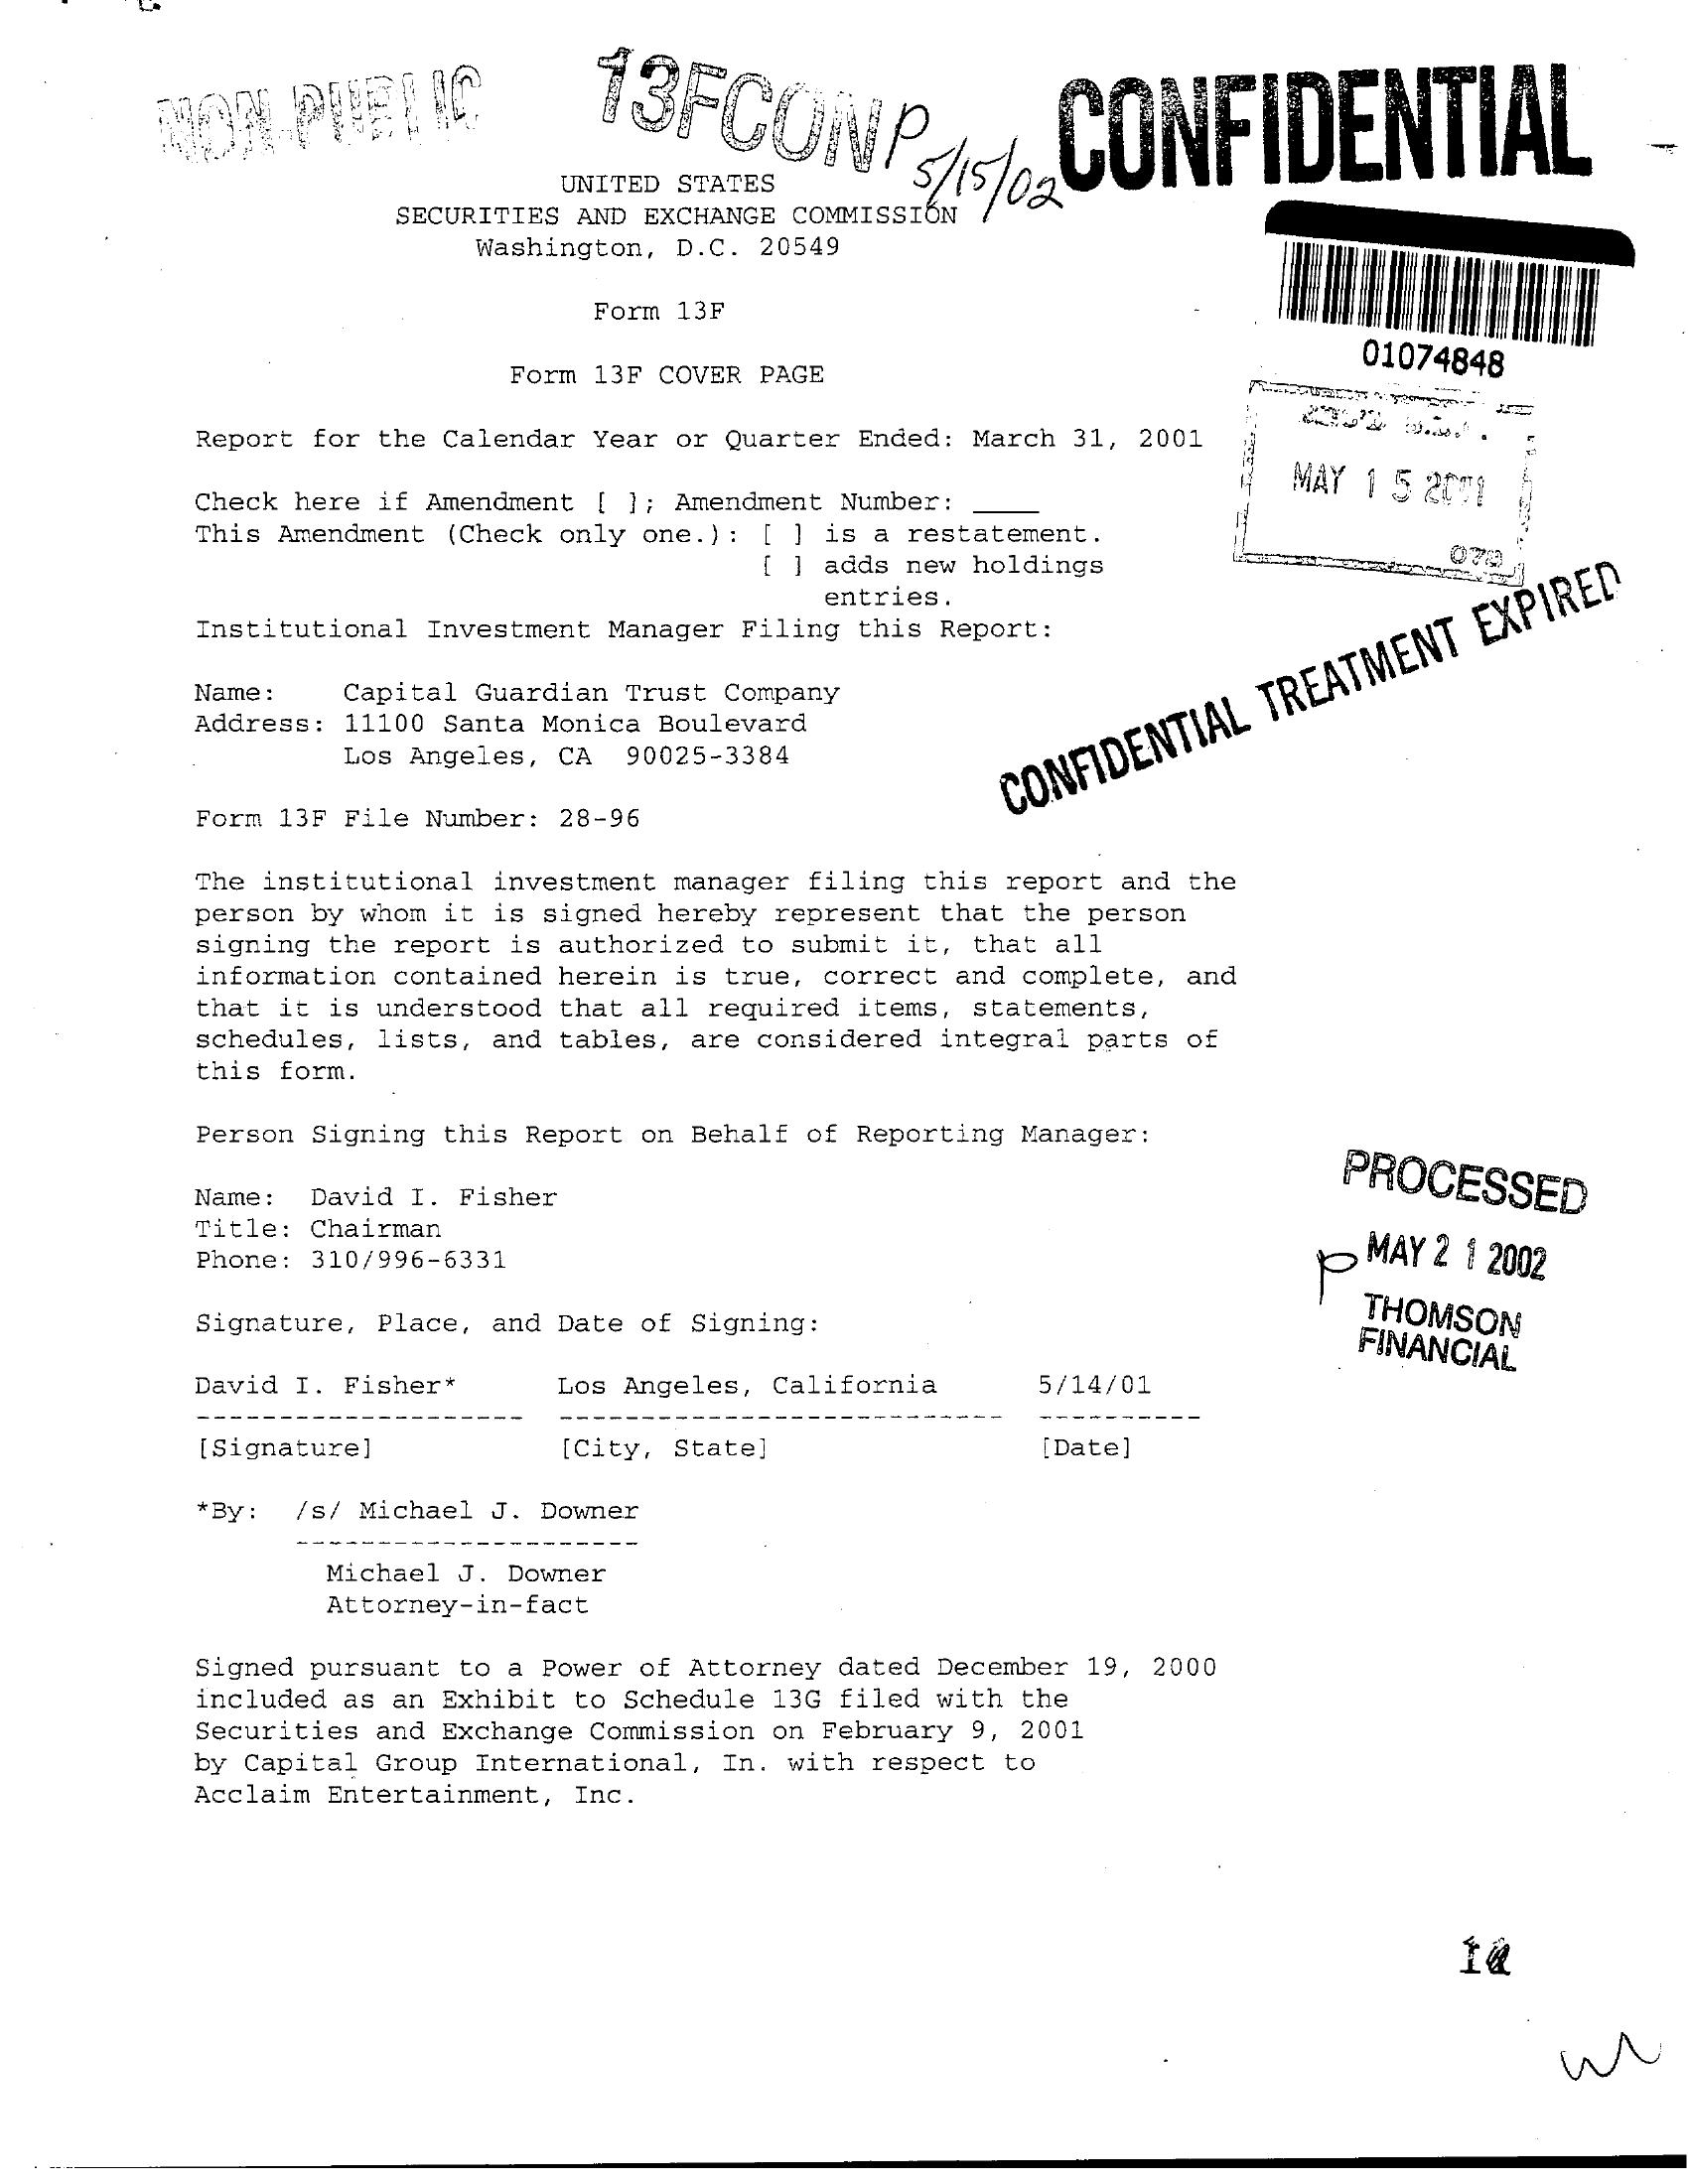 NON-PUBLIC
13FCONP
5/15/02
CONFIDENTIAL
UNITED STATES
SECURITIES AND EXCHANGE COMMISSION
Washington, D.C. 20549
Form 13F
01074848
Form 13F COVER PAGE
Report for the Calendar Year or Quarter Ended: March 31, 2001
MAY 15 2001
Check here if Amendment [ ]; Amendment Number: ____
This Amendment (Check only one.): [ ] is a restatement.
[ ] adds new holdings
entries.
070
Institutional Investment Manager Filing this Report:
CONFIDENTIAL TREATMENT EXPIRED
Name: Capital Guardian Trust Company
Address: 11100 Santa Monica Boulevard
Los Angeles, CA 90025-3384
Form 13F File Number: 28-96
The institutional investment manager filing this report and the
person by whom it is signed hereby represent that the person
signing the report is authorized to submit it, that all
information contained herein is true, correct and complete, and
that it is understood that all required items, statements,
schedules, lists, and tables, are considered integral parts of
this form.
Person Signing this Report on Behalf of Reporting Manager:
Name: David I. Fisher
Title: Chairman
Phone: 310/996-6331
PROCESSED
P MAY 21 2002
THOMSON
FINANCIAL
Signature, Place, and Date of Signing:
David I. Fisher* Los Angeles, California 5/14/01
-------------------- --------------------------- ----------
[Signature] [City, State] [Date]
*By: /s/ Michael J. Downer
---------------------
Michael J. Downer
Attorney-in-fact
Signed pursuant to a Power of Attorney dated December 19, 2000
included as an Exhibit to Schedule 13G filed with the
Securities and Exchange Commission on February 9, 2001
by Capital Group International, In. with respect to
Acclaim Entertainment, Inc.